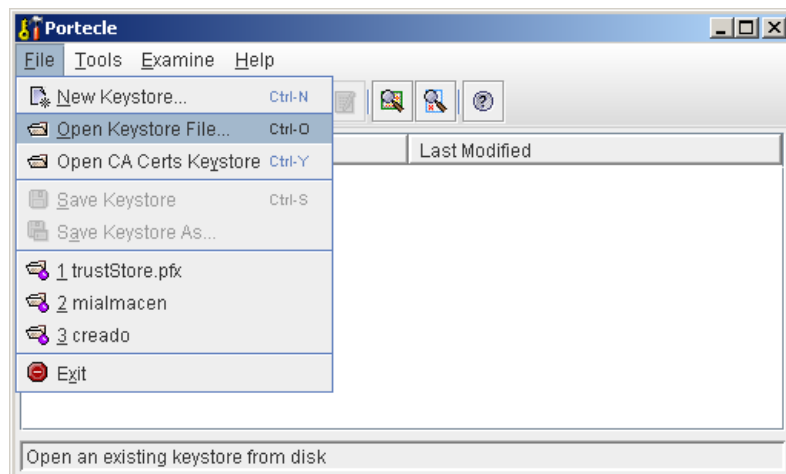 Portecle
File Tools Examine Help
New Keystore... Ctrl-N
Open Keystore File... Ctrl-O
Open CA Certs Keystore Ctrl-Y
Last Modified
Save Keystore Ctrl-S
Save Keystore As...
1 trustStore.pfx
2 mialmacen
3 creado
Exit
Open an existing keystore from disk